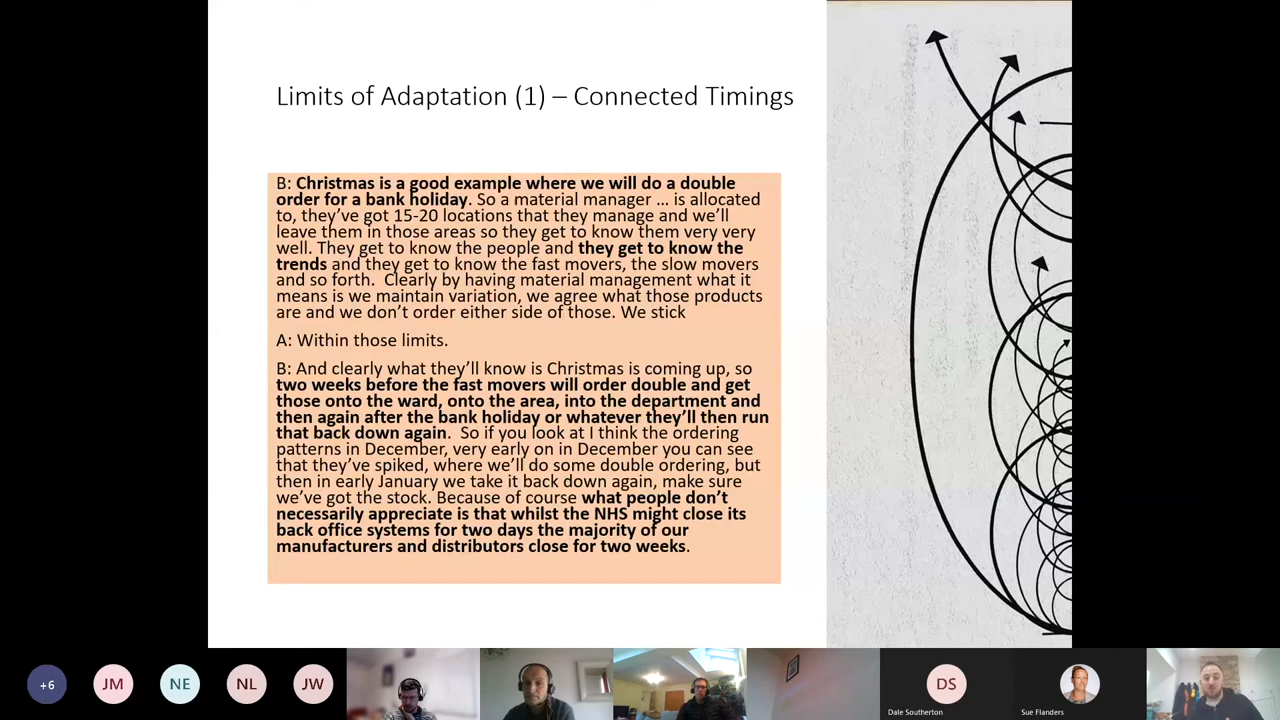 Limits of Adaptation (1) – Connected Timings
B: Christmas is a good example where we will do a double
order for a bank holiday. So a material manager ... is allocated
to, they've got 15-20 locations that they manage and we'll
leave them in those areas so they get to know them very very
well. They get to know the people and they get to know the
trends and they get to know the fast movers, the slow movers
and so forth.  Clearly by having material management what it
means is we maintain variation, we agree what those products
are and we don't order either side of those. We stick
A: Within those limits.
B: And clearly what they'll know is Christmas is coming up, so
two weeks before the fast movers will order double and get
those onto the ward, onto the area, into the department and
then again after the bank holiday or whatever they'll then run
that back down again.  So if you look at I think the ordering
patterns in December, very early on in December you can see
that they've spiked, where we'll do some double ordering, but
then in early January we take it back down again, make sure
we've got the stock. Because of course what people don't
necessarily appreciate is that whilst the NHS might close its
back office systems for two days the majority of our
manufacturers and distributors close for two weeks.
+6
JM
NE
NL
JW
DS
Dale Southerton
Sue Flanders